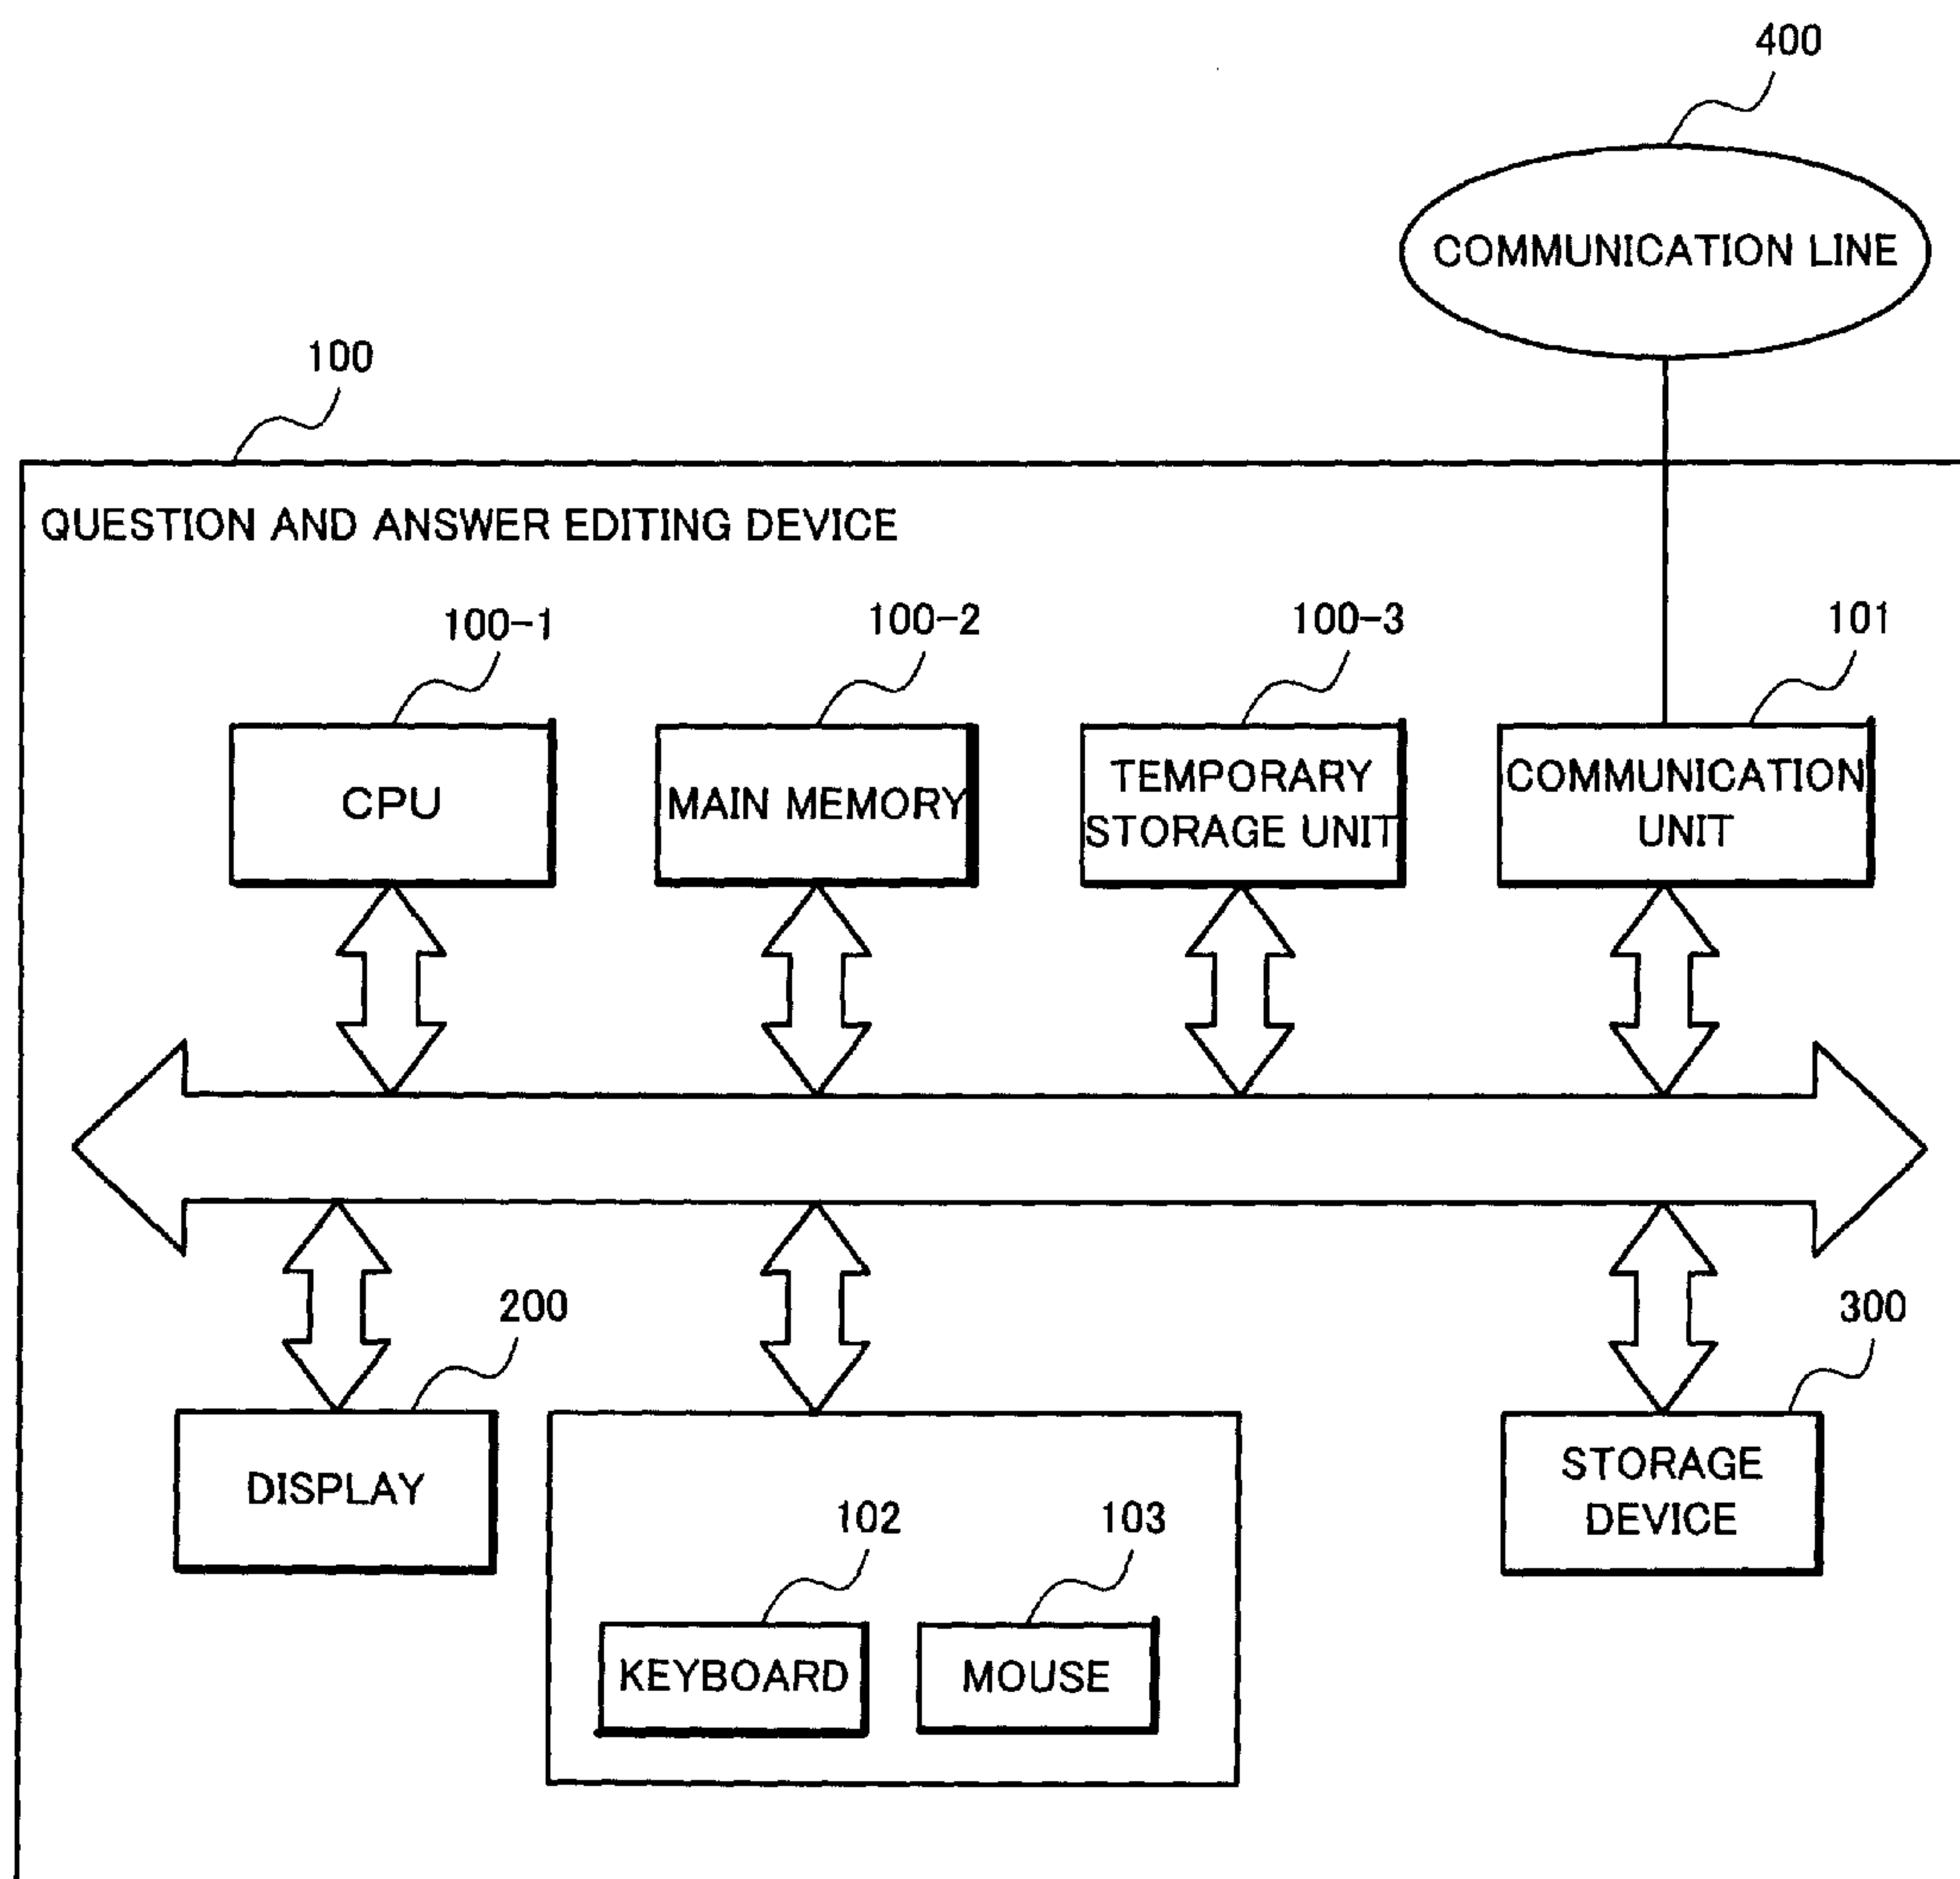 400
COMMUNICATION LINE
100
QUESTION AND ANSWER EDITING DEVICE
100-1
100-2
100-3
101
CPU
MAIN MEMORY
TEMPORARY
STORAGE UNIT
COMMUNICATION
UNIT
200
300
DISPLAY
STORAGE
DEVICE
102
103
KEYBOARD
MOUSE